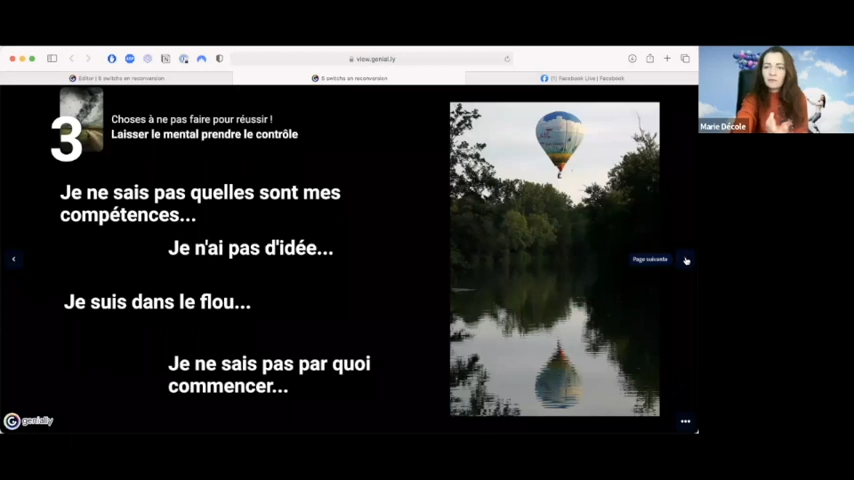 view.genial.ly
Editor | 8 switchs en reconversion
8 switchs en reconversion
(1) Facebook Live | Facebook
3
Choses à ne pas faire pour réussir !
Laisser le mental prendre le contrôle
Je ne sais pas quelles sont mes
compétences...
Je n'ai pas d'idée...
Je suis dans le flou...
Je ne sais pas par quoi
commencer...
Page suivante
genially
Marie Décole